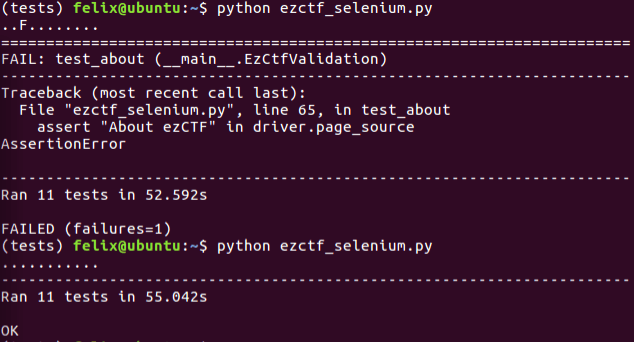 (tests) felix@ubuntu:~$ python ezctf_selenium.py
..F........
======================================================================
FAIL: test_about (__main__.EzCtfValidation)
----------------------------------------------------------------------
Traceback (most recent call last):
  File "ezctf_selenium.py", line 65, in test_about
    assert "About ezCTF" in driver.page_source
AssertionError

----------------------------------------------------------------------
Ran 11 tests in 52.592s

FAILED (failures=1)
(tests) felix@ubuntu:~$ python ezctf_selenium.py
...........
----------------------------------------------------------------------
Ran 11 tests in 55.042s

OK